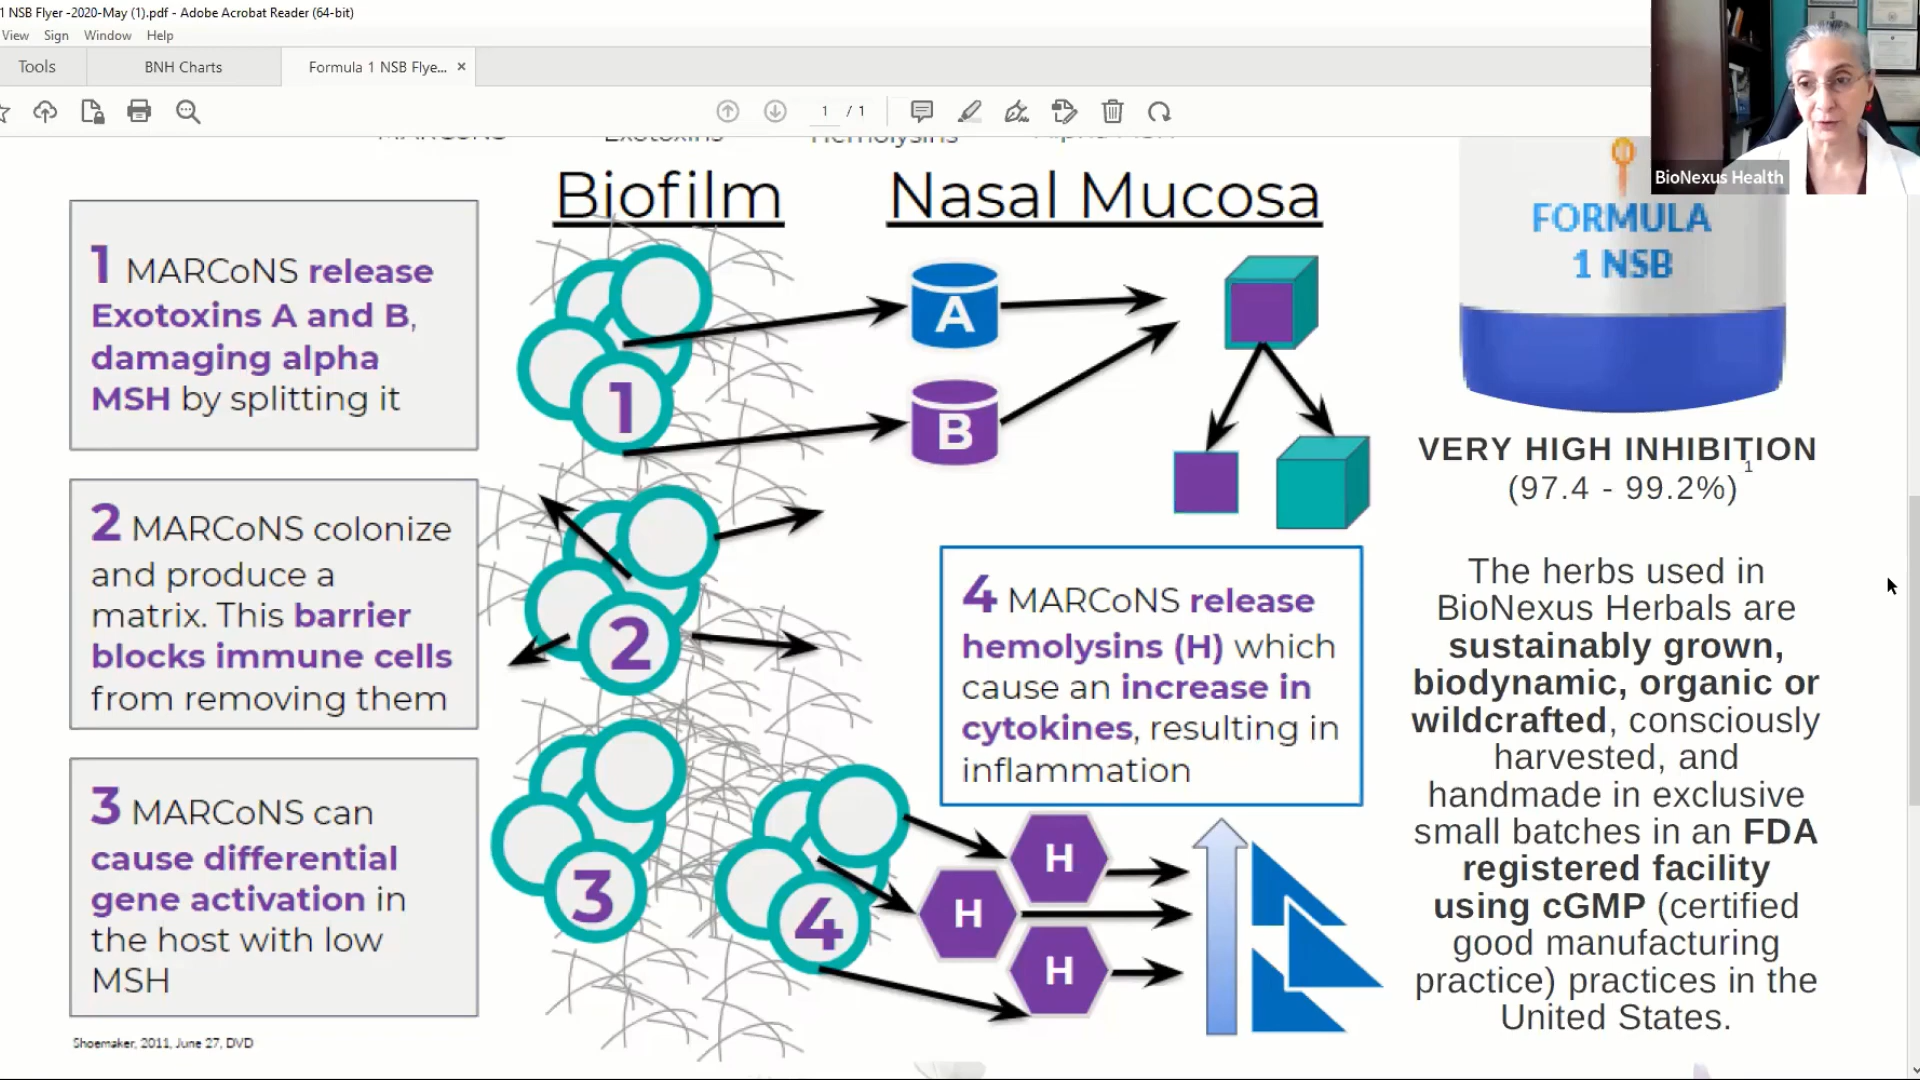 1 NSB Flyer -2020-May (1).pdf - Adobe Acrobat Reader (64-bit)
View Sign Window Help
Tools
BNH Charts
Formula 1 NSB Flye... ×
1 / 1
BioNexus Health
MARCoNS Exotoxins Hemolysins
Biofilm
Nasal Mucosa
1 MARCoNS release
Exotoxins A and B,
damaging alpha
MSH by splitting it
2 MARCoNS colonize
and produce a
matrix. This barrier
blocks immune cells
from removing them
3 MARCoNS can
cause differential
gene activation in
the host with low
MSH
Shoemaker, 2011, June 27, DVD
1
A
B
2
3
4
4 MARCoNS release
hemolysins (H) which
cause an increase in
cytokines, resulting in
inflammation
H
H
H
FORMULA
1 NSB
VERY HIGH INHIBITION
(97.4 - 99.2%)1
The herbs used in
BioNexus Herbals are
sustainably grown,
biodynamic, organic or
wildcrafted, consciously
harvested, and
handmade in exclusive
small batches in an FDA
registered facility
using cGMP (certified
good manufacturing
practice) practices in the
United States.